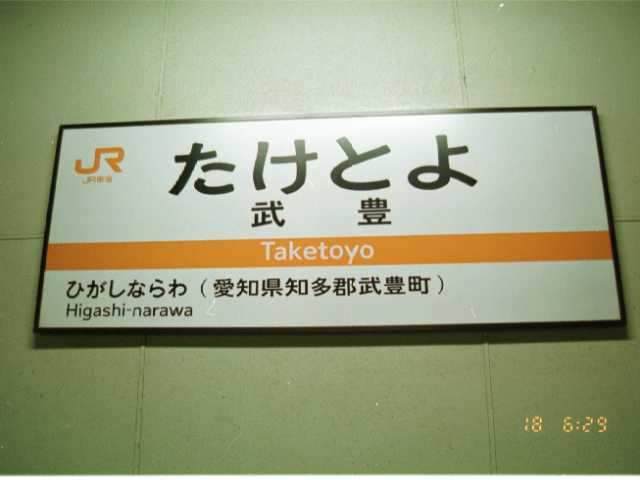 JR
JR東海
たけとよ
武豊
Taketoyo
ひがしならわ（愛知県知多郡武豊町）
Higashi-narawa
18 6:29